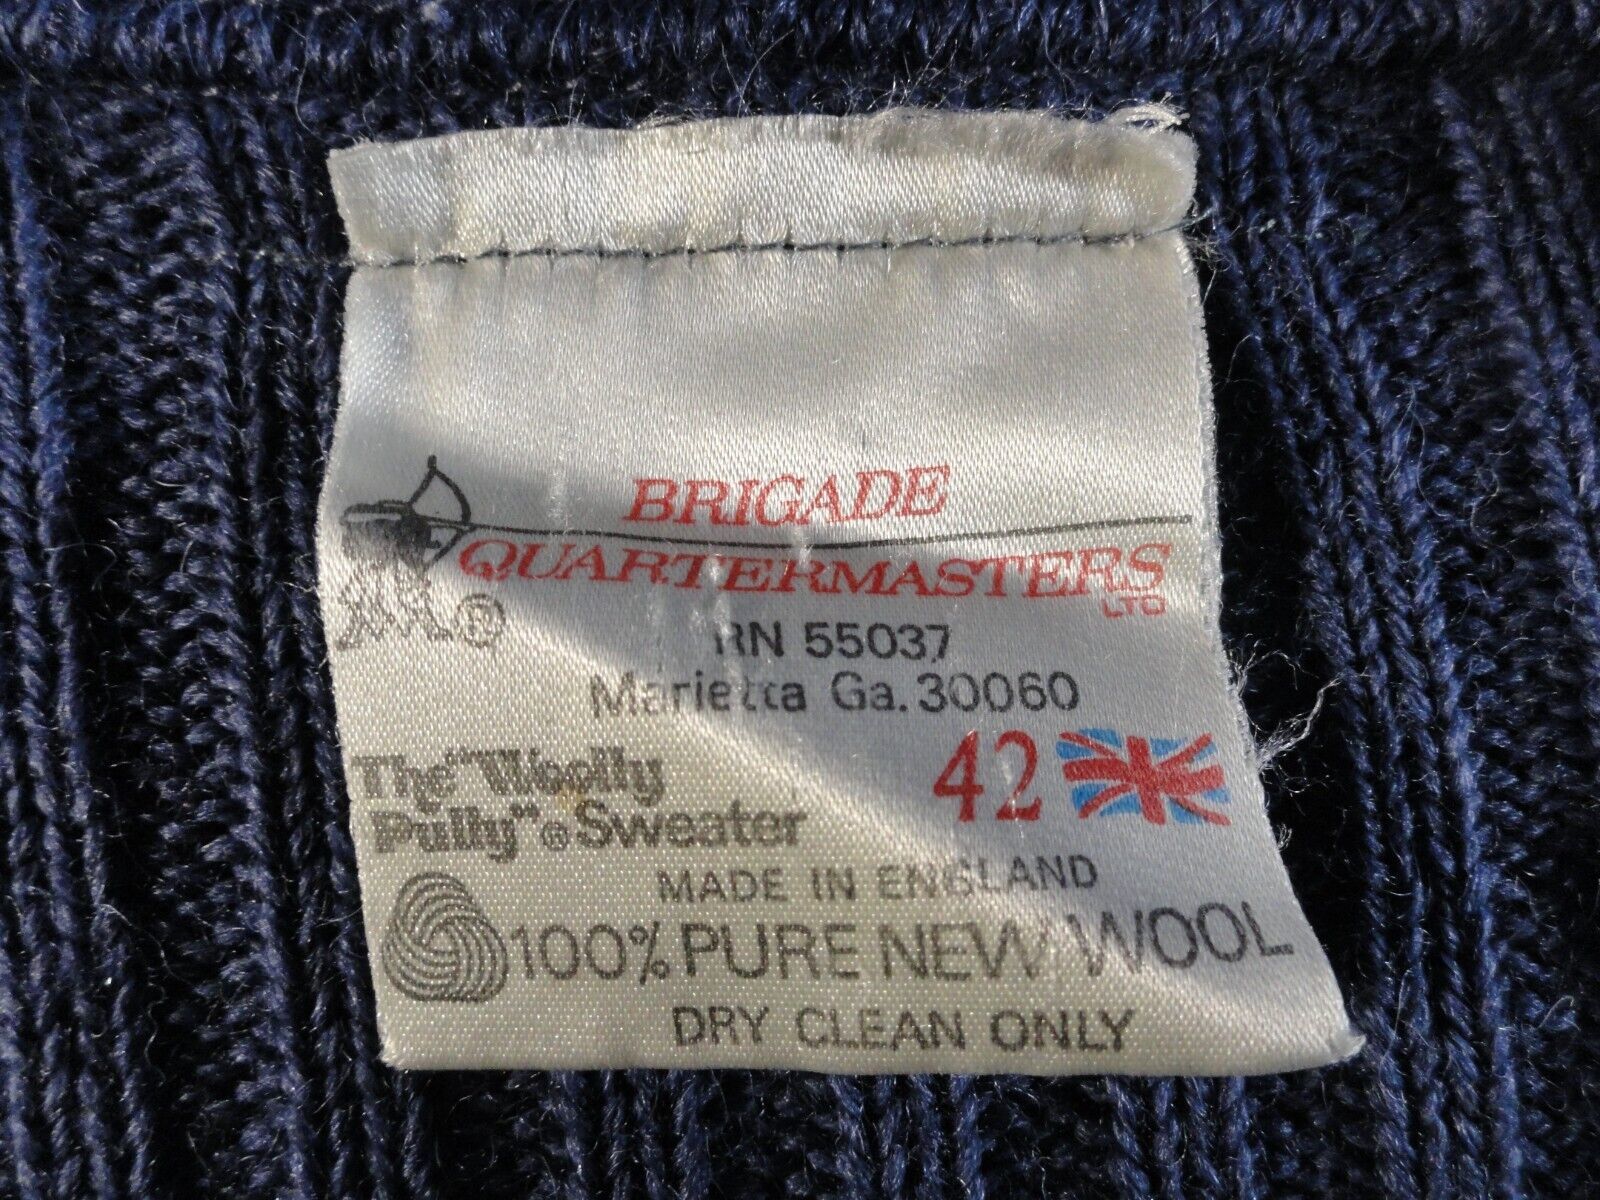 BRIGADE
QUARTERMASTERS
LTD
®
RN 55037
Marietta Ga. 30060
The "Woolly
Pully"® Sweater
42
MADE IN ENGLAND
100% PURE NEW WOOL
DRY CLEAN ONLY